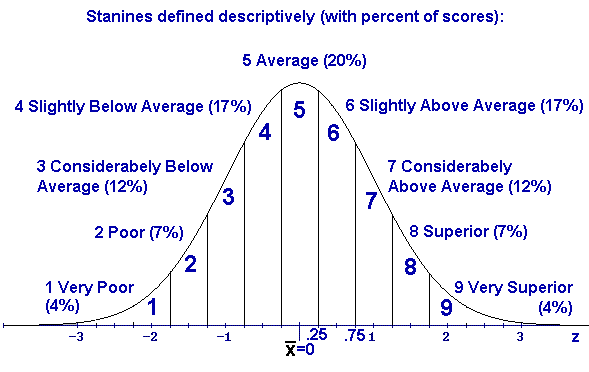 Stanines defined descriptively (with percent of scores):
5 Average (20%)
4 Slightly Below Average (17%)
6 Slightly Above Average (17%)
3 Considerabely Below
Average (12%)
7 Considerabely
Above Average (12%)
2 Poor (7%)
8 Superior (7%)
1 Very Poor
(4%)
9 Very Superior
(4%)
1 2 3 4 5 6 7 8 9
−3 −2 −1 .25 .75 1 2 3 z
x̅=0